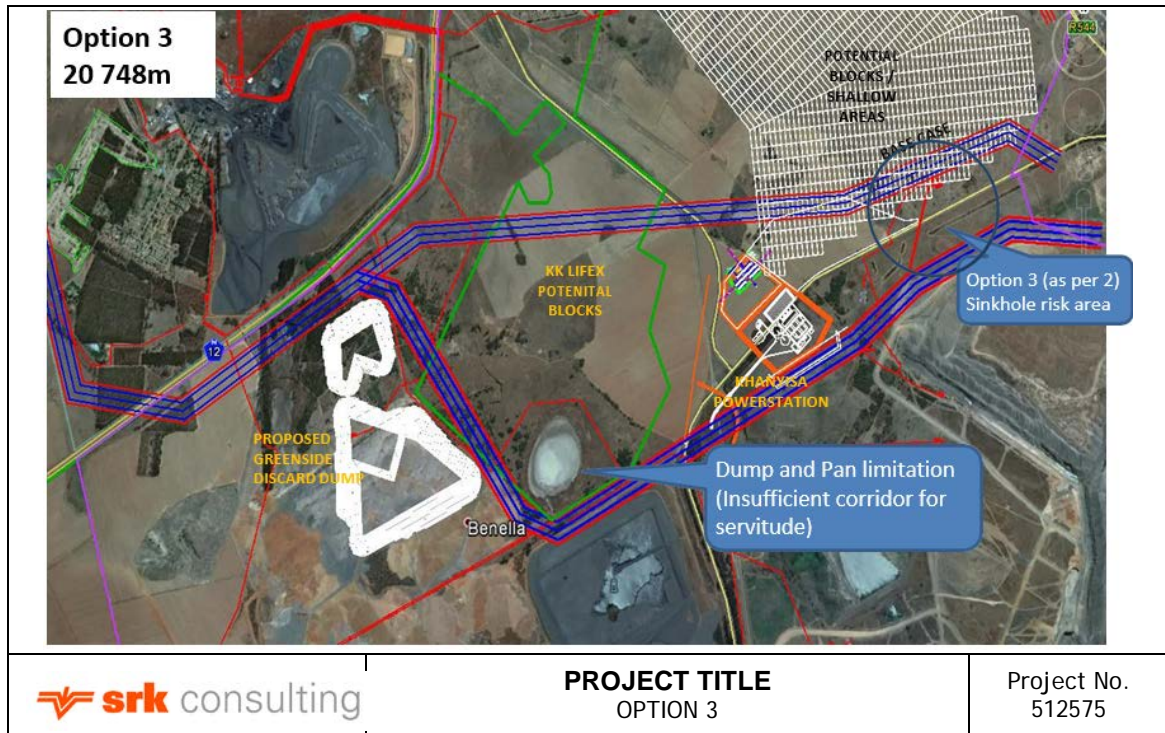 Option 3
20 748m
R544
POTENTIAL
BLOCKS /
SHALLOW
AREAS
BASE CASE
KK LIFEX
POTENITAL
BLOCKS
Option 3 (as per 2)
Sinkhole risk area
N
12
KHANYISA
POWERSTATION
PROPOSED
GREENSIDE
DISCARD DUMP
Dump and Pan limitation
(Insufficient corridor for
servitude)
Benella
srk consulting
PROJECT TITLE
OPTION 3
Project No.
512575